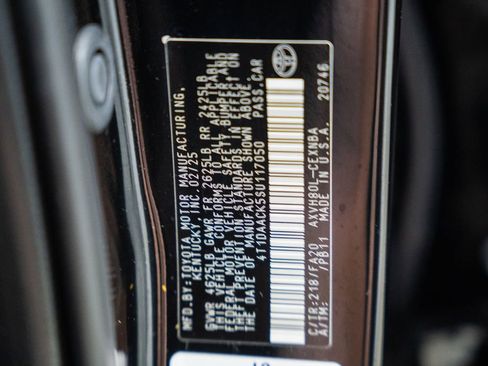 MFD.BY:TOYOTA MOTOR MANUFACTURING,
KENTUCKY INC. 02/25
GVWR 4625LB GAWR FR 2625LB RR 2425LB
THIS VEHICLE CONFORMS TO ALL APPLICABLE
FEDERAL MOTOR VEHICLE SAFETY, BUMPER, AND
THEFT PREVENTION STANDARDS IN EFFECT ON
THE DATE OF MANUFACTURE SHOWN ABOVE.
4T1DAACK5SU117050 PASS.CAR
C/TR:218/FA20 AXVH80L-CEXNBA
A/TM: /PB11 MADE IN U.S.A. 20746